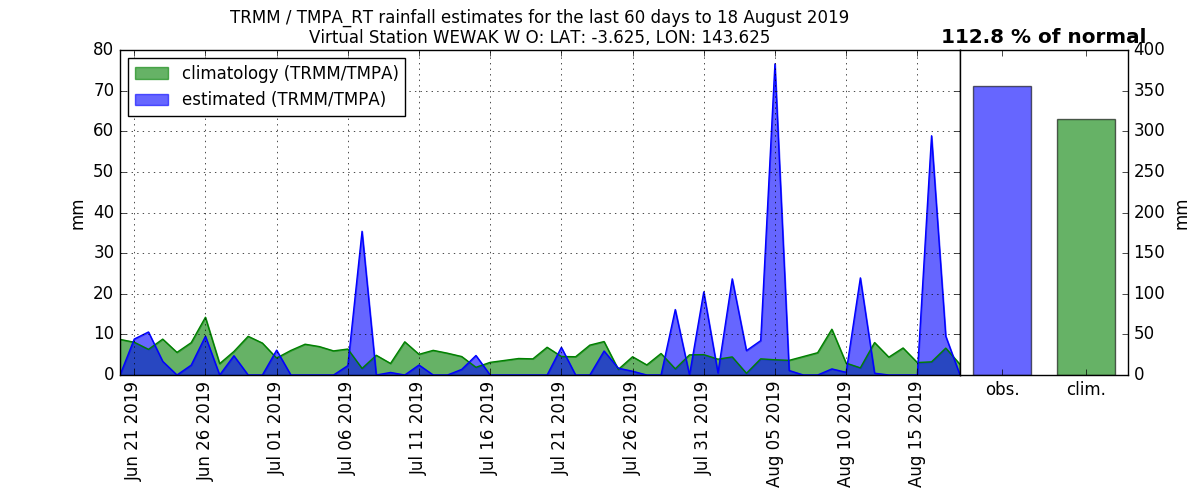 TRMM / TMPA_RT rainfall estimates for the last 60 days to 18 August 2019
Virtual Station WEWAK W O: LAT: -3.625, LON: 143.625
112.8 % of normal
climatology (TRMM/TMPA)
estimated (TRMM/TMPA)
80
70
60
50
40
30
20
10
0
mm
Jun 21 2019
Jun 26 2019
Jul 01 2019
Jul 06 2019
Jul 11 2019
Jul 16 2019
Jul 21 2019
Jul 26 2019
Jul 31 2019
Aug 05 2019
Aug 10 2019
Aug 15 2019
400
350
300
250
200
150
100
50
0
mm
obs.
clim.